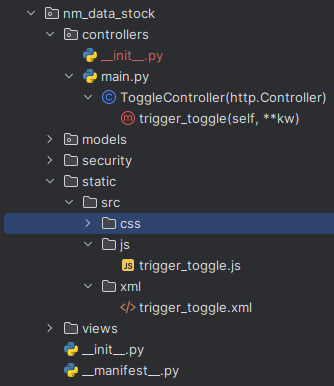 nm_data_stock
controllers
__init__.py
main.py
ToggleController(http.Controller)
trigger_toggle(self, **kw)
models
security
static
src
css
js
trigger_toggle.js
xml
trigger_toggle.xml
views
__init__.py
__manifest__.py